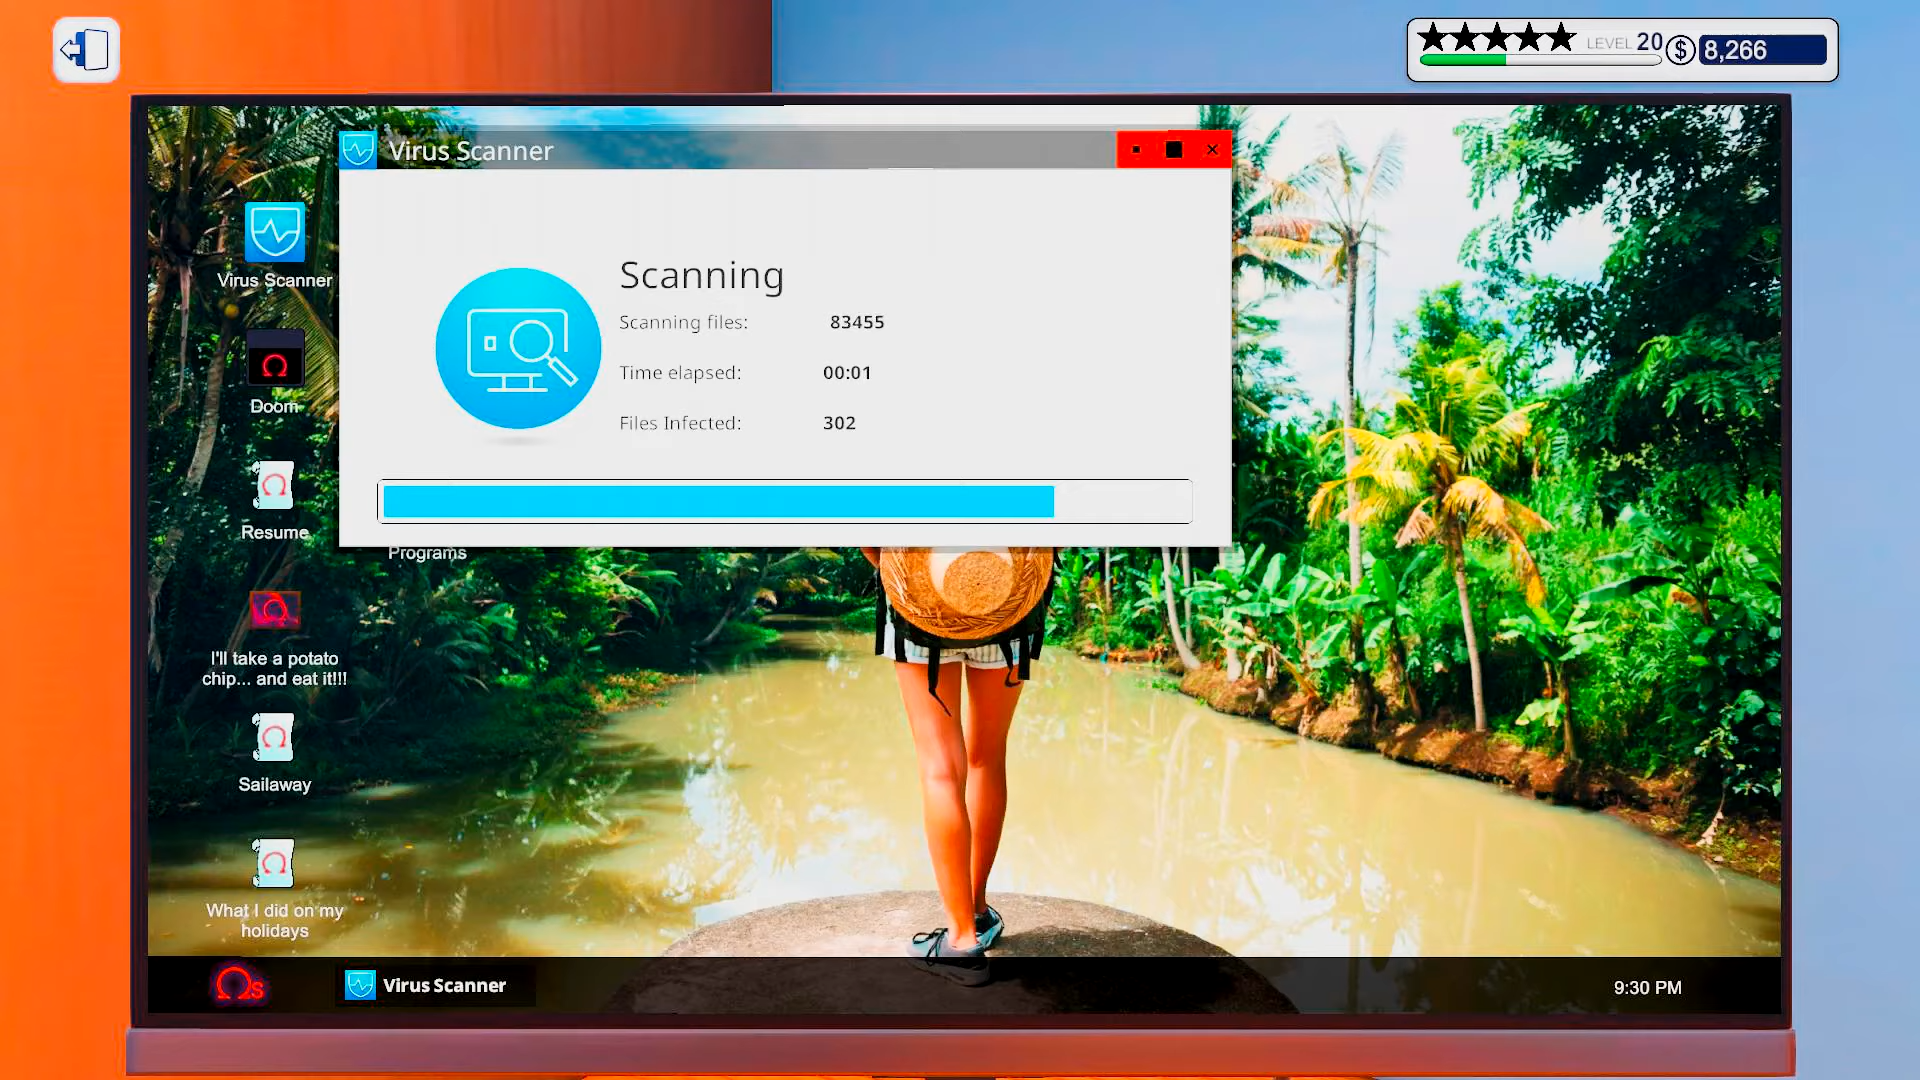 LEVEL 20 $ 8,266
Virus Scanner
Virus Scanner
Scanning
Scanning files: 83455
Time elapsed: 00:01
Files Infected: 302
Programs
Doom
Resume
I'll take a potato
chip... and eat it!!!
Sailaway
What I did on my
holidays
Ωs
Virus Scanner
9:30 PM